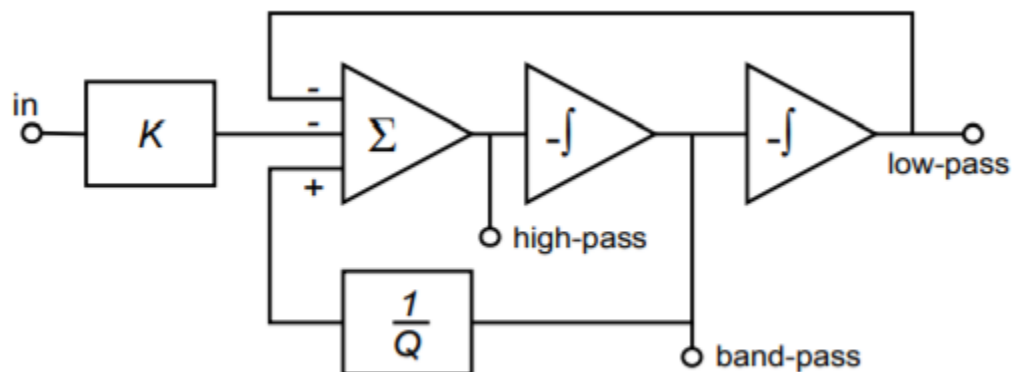 in
K
-
-
+
Σ
-∫
-∫
low-pass
high-pass
1
Q
band-pass